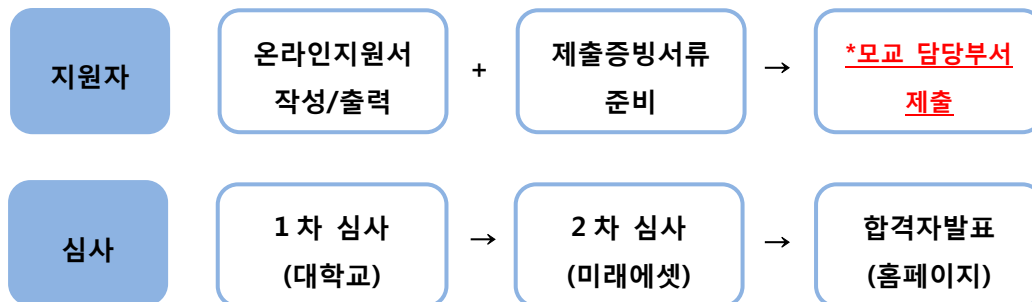 지원자
온라인지원서
작성/출력
+
제출증빙서류
준비
→
*모교 담당부서
제출
심사
1차 심사
(대학교)
→
2차 심사
(미래에셋)
→
합격자발표
(홈페이지)